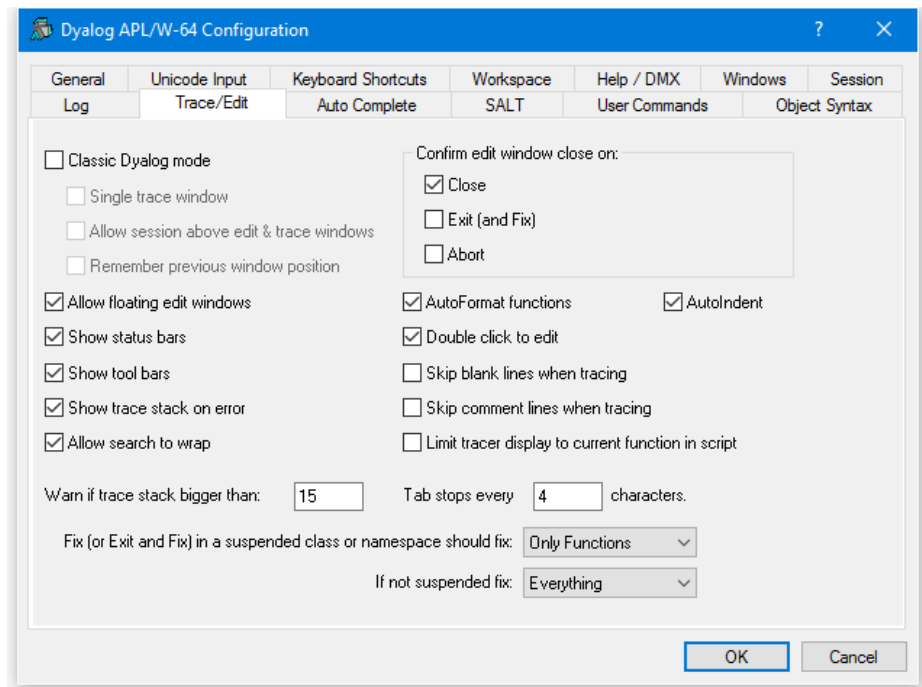 Dyalog APL/W-64 Configuration ?
General Unicode Input Keyboard Shortcuts Workspace Help / DMX Windows Session
Log Trace/Edit Auto Complete SALT User Commands Object Syntax
Classic Dyalog mode
Single trace window
Allow session above edit & trace windows
Remember previous window position
Confirm edit window close on:
Close
Exit (and Fix)
Abort
Allow floating edit windows
AutoFormat functions
AutoIndent
Show status bars
Double click to edit
Show tool bars
Skip blank lines when tracing
Show trace stack on error
Skip comment lines when tracing
Allow search to wrap
Limit tracer display to current function in script
Warn if trace stack bigger than: 15
Tab stops every 4 characters.
Fix (or Exit and Fix) in a suspended class or namespace should fix: Only Functions
If not suspended fix: Everything
OK Cancel